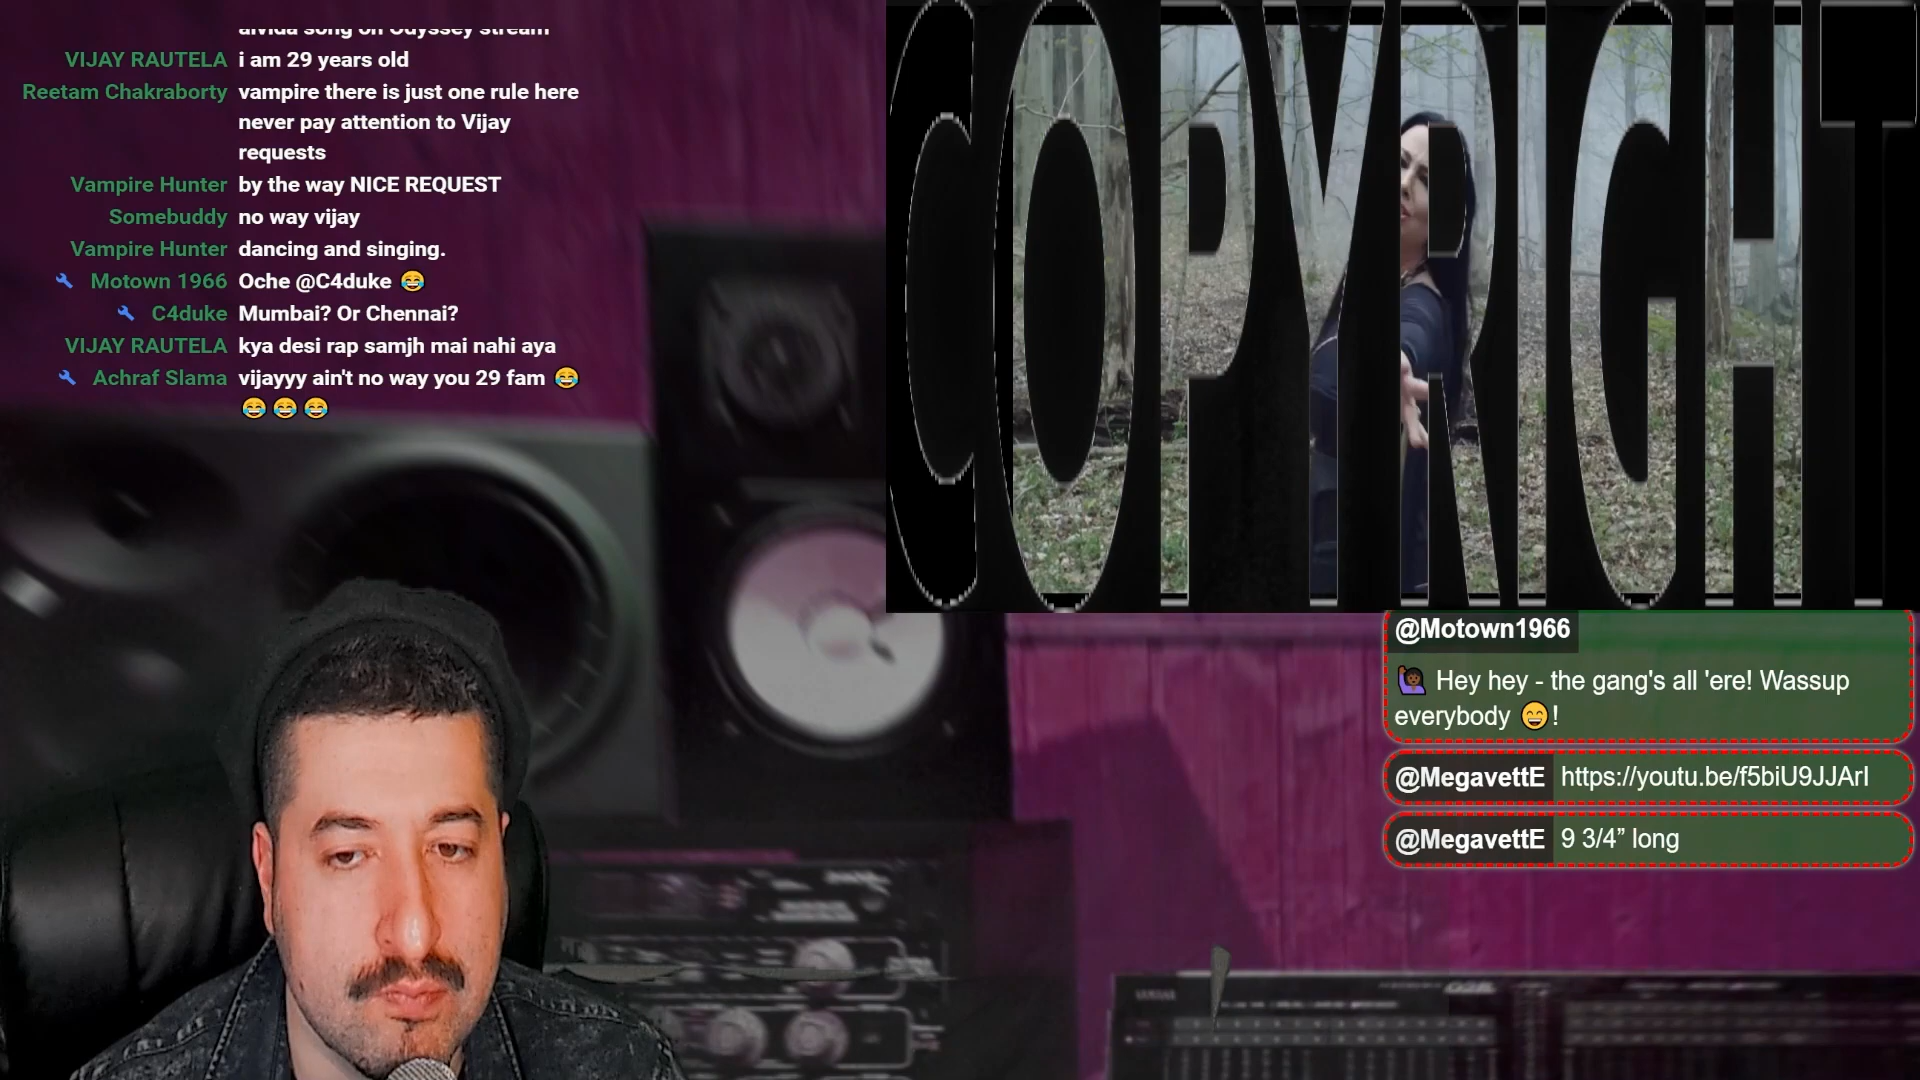 VIJAY RAUTELA i am 29 years old
Reetam Chakraborty vampire there is just one rule here
never pay attention to Vijay
requests
Vampire Hunter by the way NICE REQUEST
Somebuddy no way vijay
Vampire Hunter dancing and singing.
Motown 1966 Oche @C4duke 😂
C4duke Mumbai? Or Chennai?
VIJAY RAUTELA kya desi rap samjh mai nahi aya
Achraf Slama vijayyy ain't no way you 29 fam 😂
😂😂😂
COPYRIGHT
@Motown1966
🙋🏾‍♀️ Hey hey - the gang's all 'ere! Wassup
everybody 😄!
@MegavettE https://youtu.be/f5biU9JJArI
@MegavettE 9 3/4” long
YAMAHA